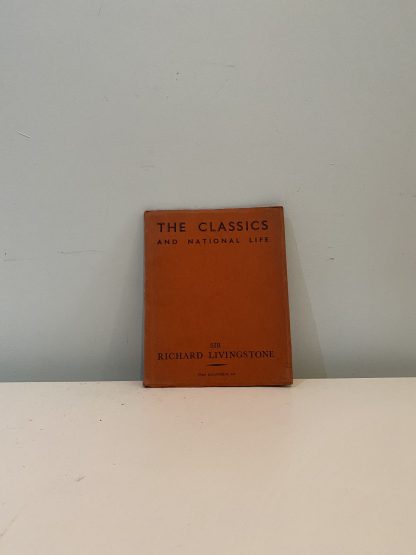 THE CLASSICS
AND NATIONAL LIFE
SIR
RICHARD LIVINGSTONE